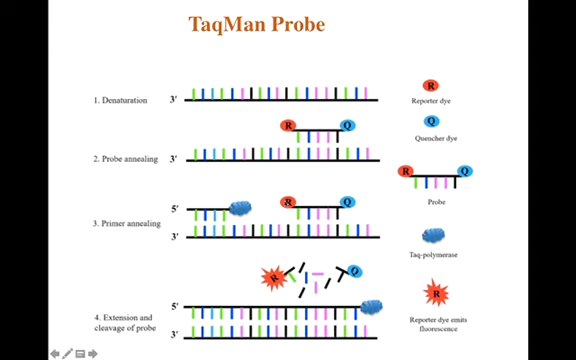 TaqMan Probe
1. Denaturation
3'
R
Reporter dye
Q
Quencher dye
R
Q
2. Probe annealing
3'
R
Q
Probe
5'
R
Q
3. Primer annealing
3'
Taq-polymerase
R
Q
4. Extension and
cleavage of probe
5'
3'
R
Reporter dye emits
fluorescence